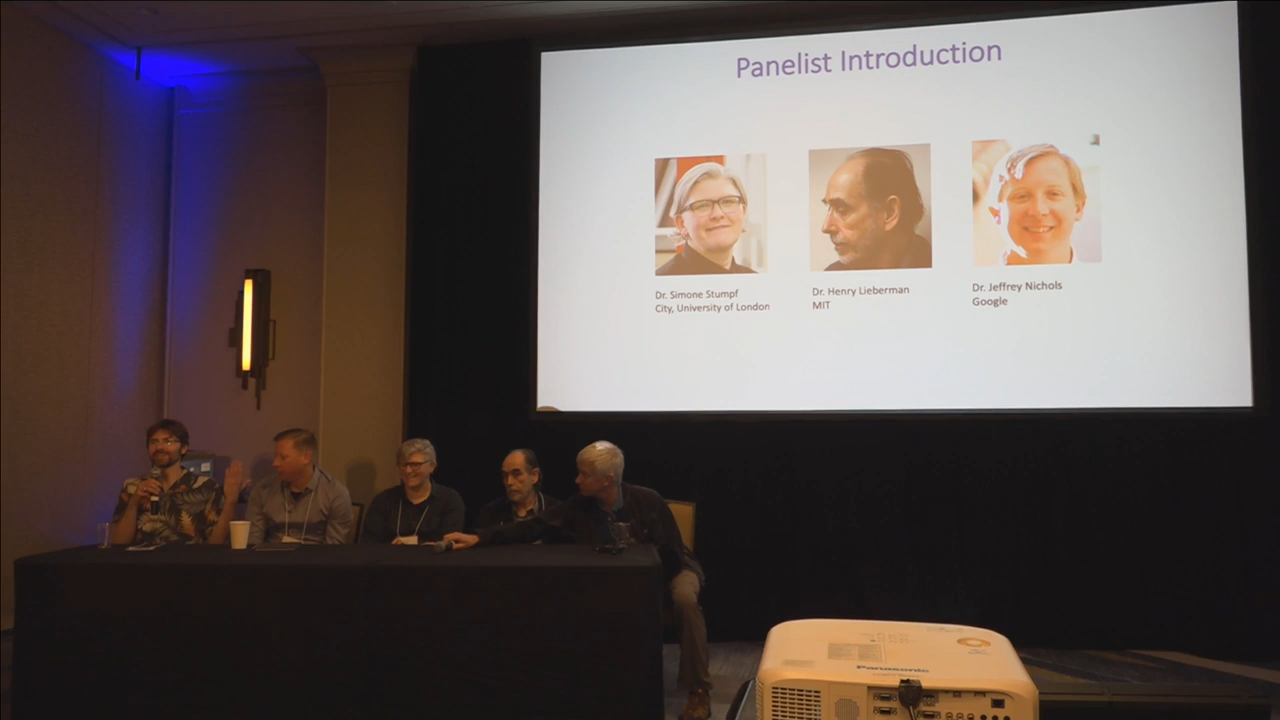 Panelist Introduction
Dr. Simone Stumpf
City, University of London
Dr. Henry Lieberman
MIT
Dr. Jeffrey Nichols
Google
Panasonic